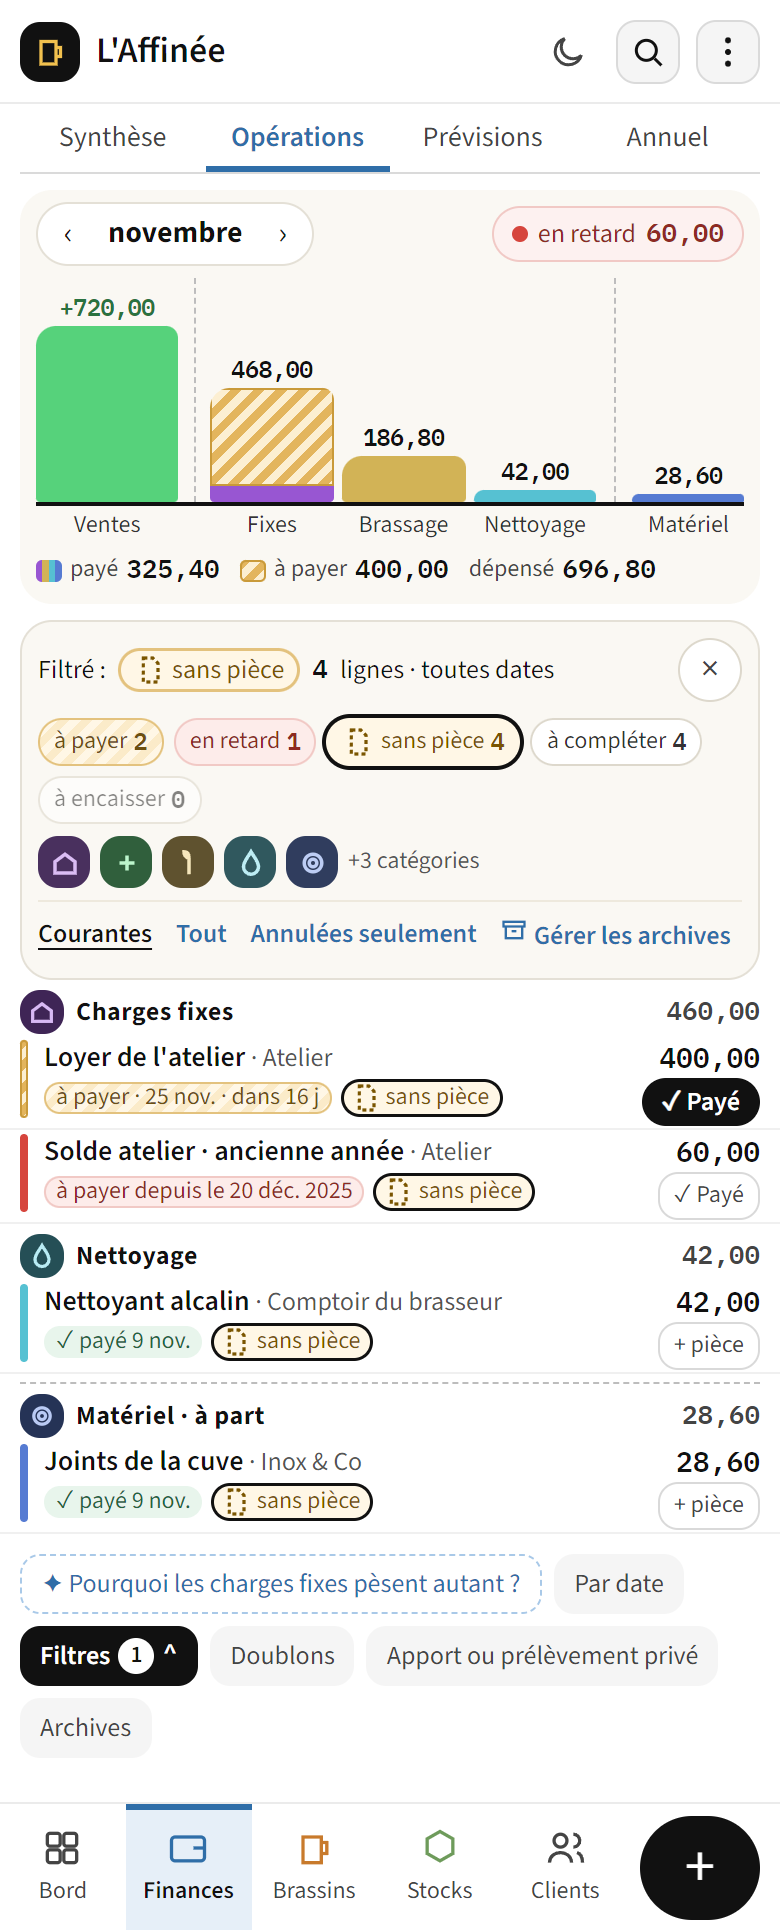 L'Affinée
Synthèse Opérations Prévisions Annuel
‹ novembre › en retard 60,00
+720,00
468,00
186,80
42,00
28,60
Ventes Fixes Brassage Nettoyage Matériel
payé 325,40 à payer 400,00 dépensé 696,80
Filtré : sans pièce 4 lignes · toutes dates ×
à payer 2 en retard 1 sans pièce 4 à compléter 4
à encaisser 0
+3 catégories
Courantes Tout Annulées seulement Gérer les archives
Charges fixes 460,00
Loyer de l'atelier · Atelier 400,00
à payer · 25 nov. · dans 16 j sans pièce ✓ Payé
Solde atelier · ancienne année · Atelier 60,00
à payer depuis le 20 déc. 2025 sans pièce ✓ Payé
Nettoyage 42,00
Nettoyant alcalin · Comptoir du brasseur 42,00
✓ payé 9 nov. sans pièce + pièce
Matériel · à part 28,60
Joints de la cuve · Inox & Co 28,60
✓ payé 9 nov. sans pièce + pièce
✦ Pourquoi les charges fixes pèsent autant ? Par date
Filtres 1 ^ Doublons Apport ou prélèvement privé
Archives
Bord Finances Brassins Stocks Clients +